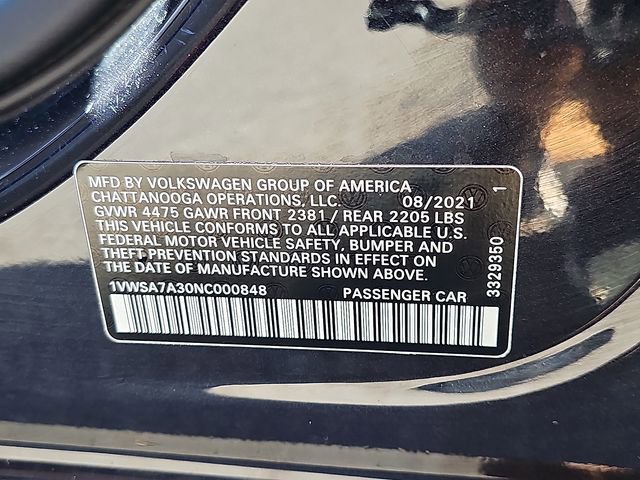 MFD BY VOLKSWAGEN GROUP OF AMERICA
CHATTANOOGA OPERATIONS, LLC. 08/2021
GVWR 4475 GAWR FRONT 2381 / REAR 2205 LBS
THIS VEHICLE CONFORMS TO ALL APPLICABLE U.S.
FEDERAL MOTOR VEHICLE SAFETY, BUMPER AND
THEFT PREVENTION STANDARDS IN EFFECT ON
THE DATE OF MANUFACTURE SHOWN ABOVE.
1VWSA7A30NC000848 PASSENGER CAR
3329350 1